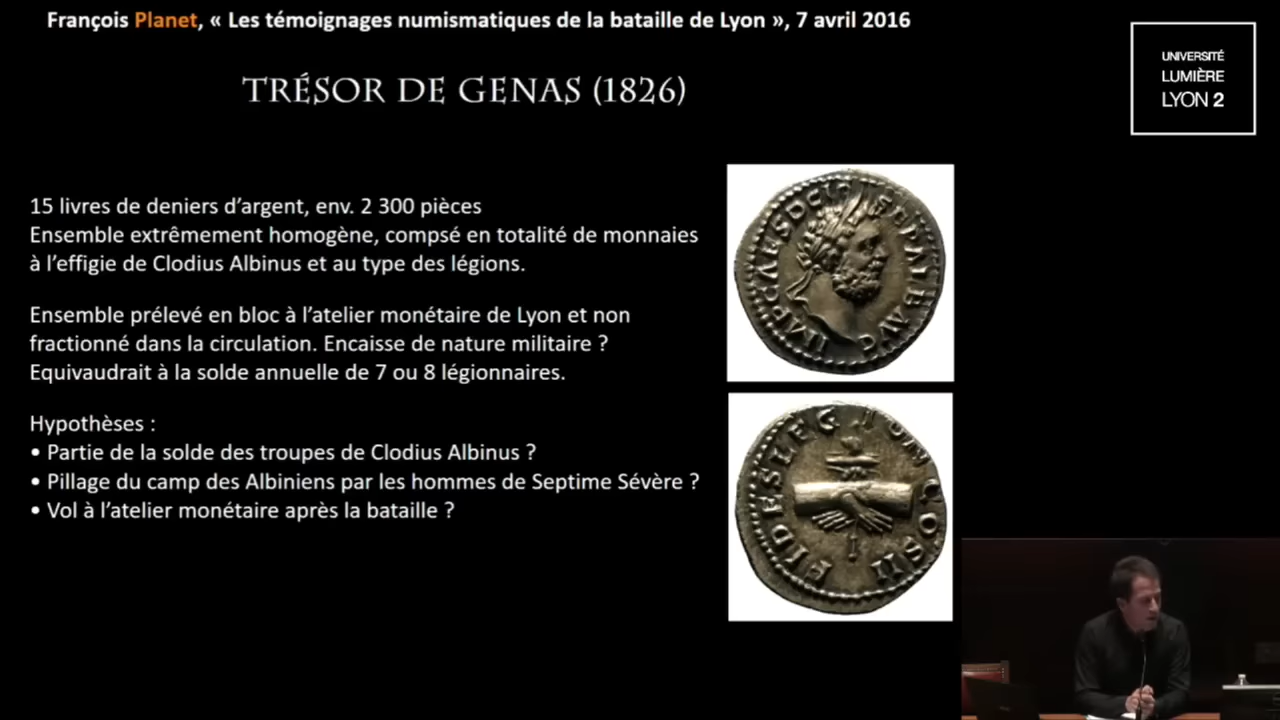 François Planet, « Les témoignages numismatiques de la bataille de Lyon », 7 avril 2016
UNIVERSITÉ
LUMIÈRE
LYON 2
TRÉSOR DE GENAS (1826)
15 livres de deniers d’argent, env. 2 300 pièces
Ensemble extrêmement homogène, compsé en totalité de monnaies
à l’effigie de Clodius Albinus et au type des légions.
Ensemble prélevé en bloc à l’atelier monétaire de Lyon et non
fractionné dans la circulation. Encaisse de nature militaire ?
Equivaudrait à la solde annuelle de 7 ou 8 légionnaires.
Hypothèses :
• Partie de la solde des troupes de Clodius Albinus ?
• Pillage du camp des Albiniens par les hommes de Septime Sévère ?
• Vol à l’atelier monétaire après la bataille ?
IMP CAES D CL SEP ALB AVG
FIDES LEGION COS II